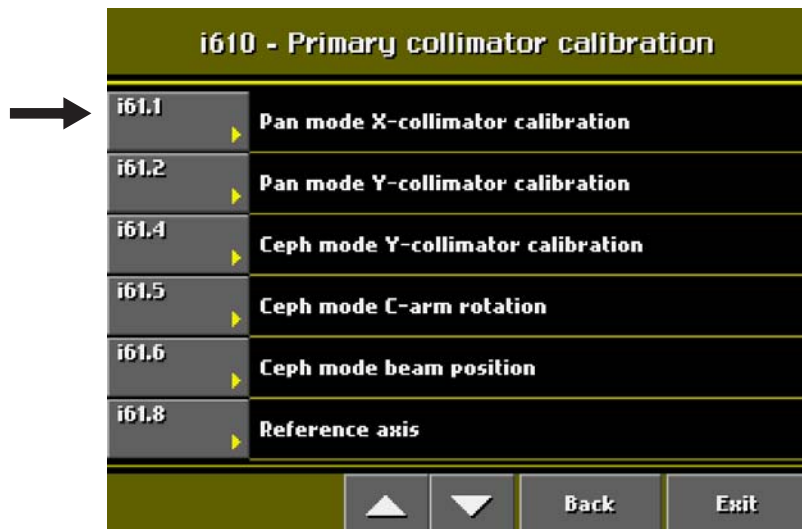 i610 - Primary collimator calibration
i61.1 Pan mode X-collimator calibration
i61.2 Pan mode Y-collimator calibration
i61.4 Ceph mode Y-collimator calibration
i61.5 Ceph mode C-arm rotation
i61.6 Ceph mode beam position
i61.8 Reference axis
Back Exit